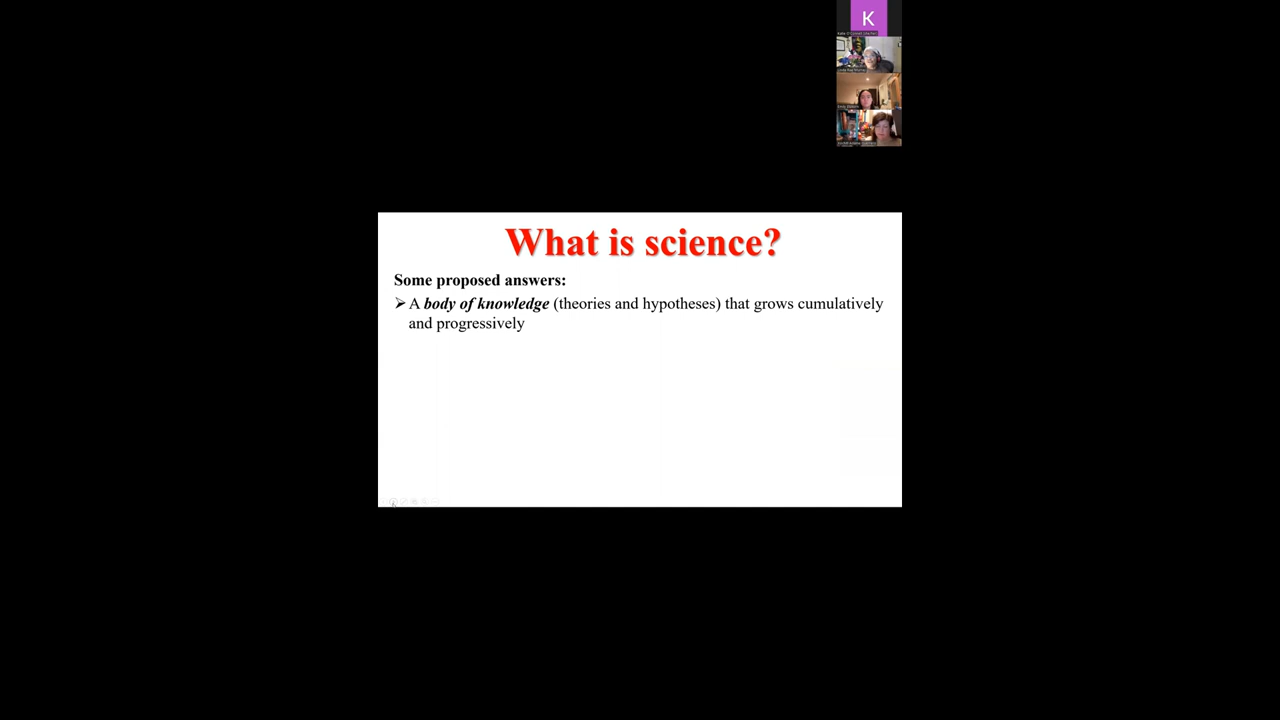 K
What is science?
Some proposed answers:
➢ A body of knowledge (theories and hypotheses) that grows cumulatively
and progressively